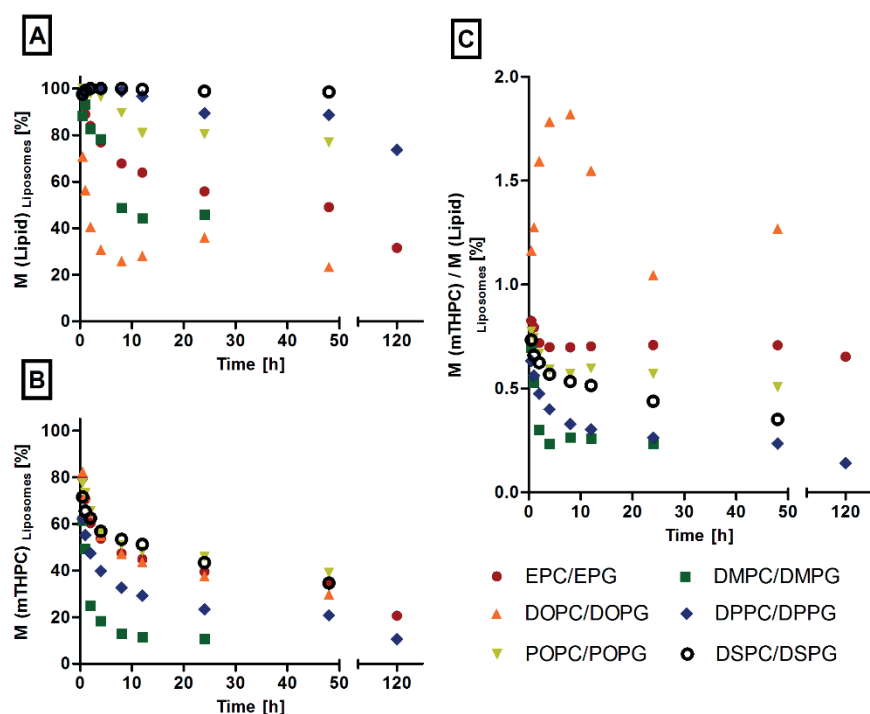 A
M (Lipid) Liposomes [%]
100
80
60
40
20
0
0 10 20 30 40 50 120
Time [h]
B
M (mTHPC) Liposomes [%]
100
80
60
40
20
0
0 10 20 30 40 50 120
Time [h]
C
M (mTHPC) / M (Lipid)
Liposomes [%]
2.0
1.5
1.0
0.5
0.0
0 10 20 30 40 50 120
Time [h]
EPC/EPG
DMPC/DMPG
DOPC/DOPG
DPPC/DPPG
POPC/POPG
DSPC/DSPG